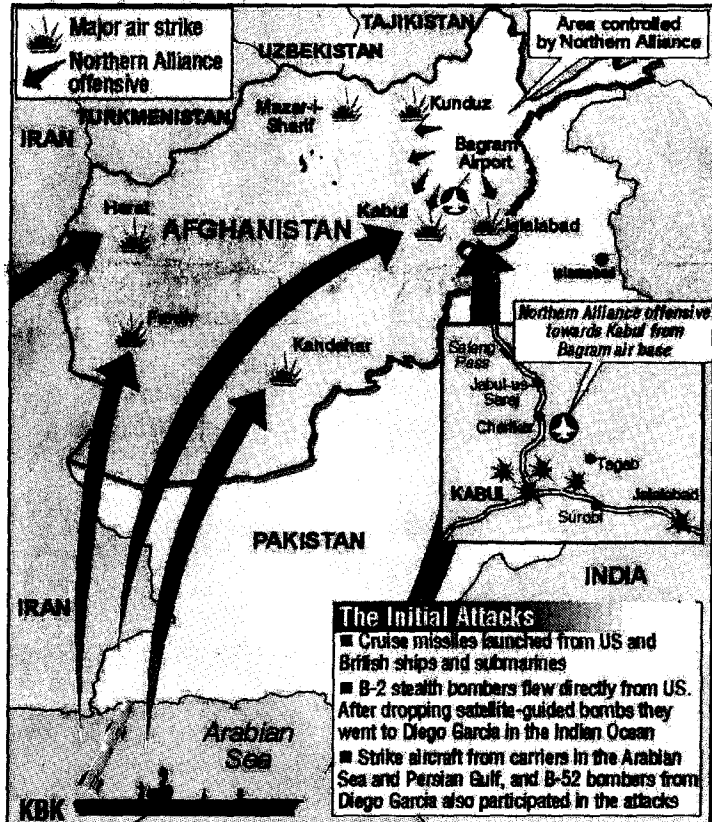 Major air strike
Northern Alliance
offensive
TAJIKISTAN
UZBEKISTAN
TURKMENISTAN
IRAN
Area controlled
by Northern Alliance
Mazar-i-
Sharif
Kunduz
Bagram
Airport
Herat
AFGHANISTAN
Kabul
Jalalabad
Islamabad
Farah
Kandahar
Northern Alliance offensive
towards Kabul from
Bagram air base
Salang
Pass
Jabul-us-
Seraj
Charikar
Tagab
KABUL
Jalalabad
Surobi
PAKISTAN
INDIA
IRAN
The Initial Attacks
■ Cruise missiles launched from US and
British ships and submarines
■ B-2 stealth bombers flew directly from US.
After dropping satellite-guided bombs they
went to Diego Garcia in the Indian Ocean
■ Strike aircraft from carriers in the Arabian
Sea and Persian Gulf, and B-52 bombers from
Diego Garcia also participated in the attacks
Arabian
Sea
KBK